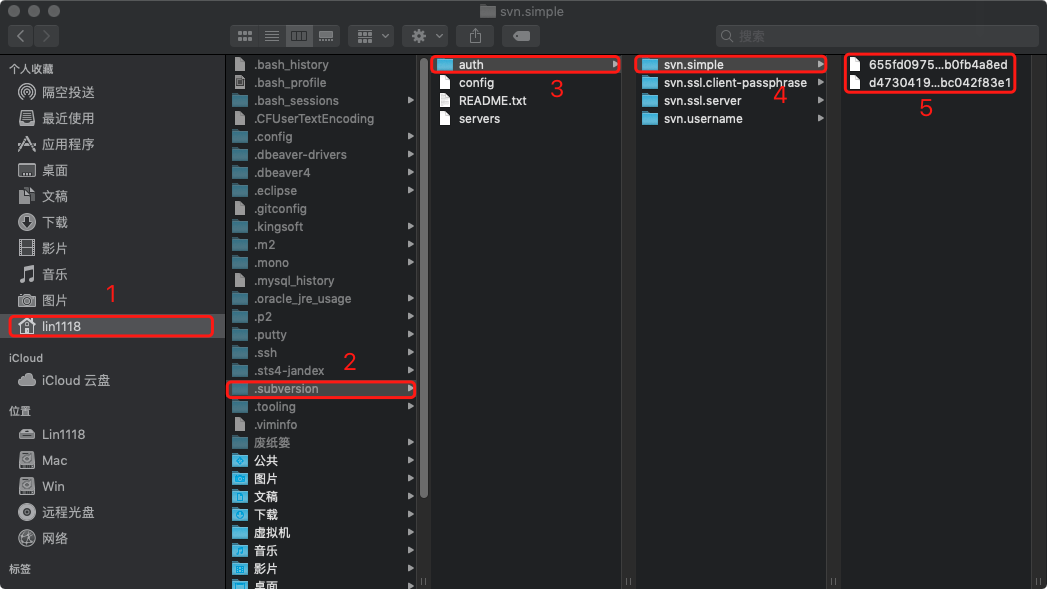 svn.simple
搜索
个人收藏
隔空投送
最近使用
应用程序
桌面
文稿
下载
影片
音乐
图片
1
lin1118
iCloud
iCloud 云盘
位置
Lin1118
Mac
Win
远程光盘
网络
标签
.bash_history
.bash_profile
.bash_sessions
.CFUserTextEncoding
.config
.dbeaver-drivers
.dbeaver4
.eclipse
.gitconfig
.kingsoft
.m2
.mono
.mysql_history
.oracle_jre_usage
.p2
.putty
.ssh
.sts4-jandex
2
.subversion
.tooling
.viminfo
废纸篓
公共
图片
文稿
下载
虚拟机
音乐
影片
桌面
auth
config
3
README.txt
servers
svn.simple
svn.ssl.client-passphrase
4
svn.ssl.server
svn.username
655fd0975...b0fb4a8ed
d4730419...bc042f83e1
5